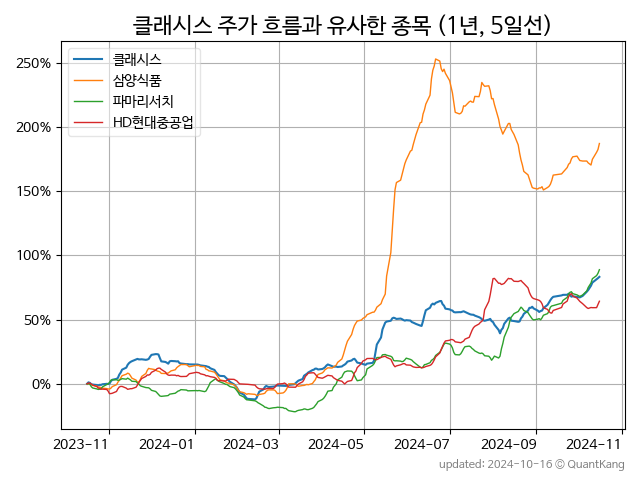 클래시스 주가 흐름과 유사한 종목 (1년, 5일선)
클래시스
삼양식품
파마리서치
HD현대중공업
250%
200%
150%
100%
50%
0%
2023-11 2024-01 2024-03 2024-05 2024-07 2024-09 2024-11
updated: 2024-10-16 © QuantKang